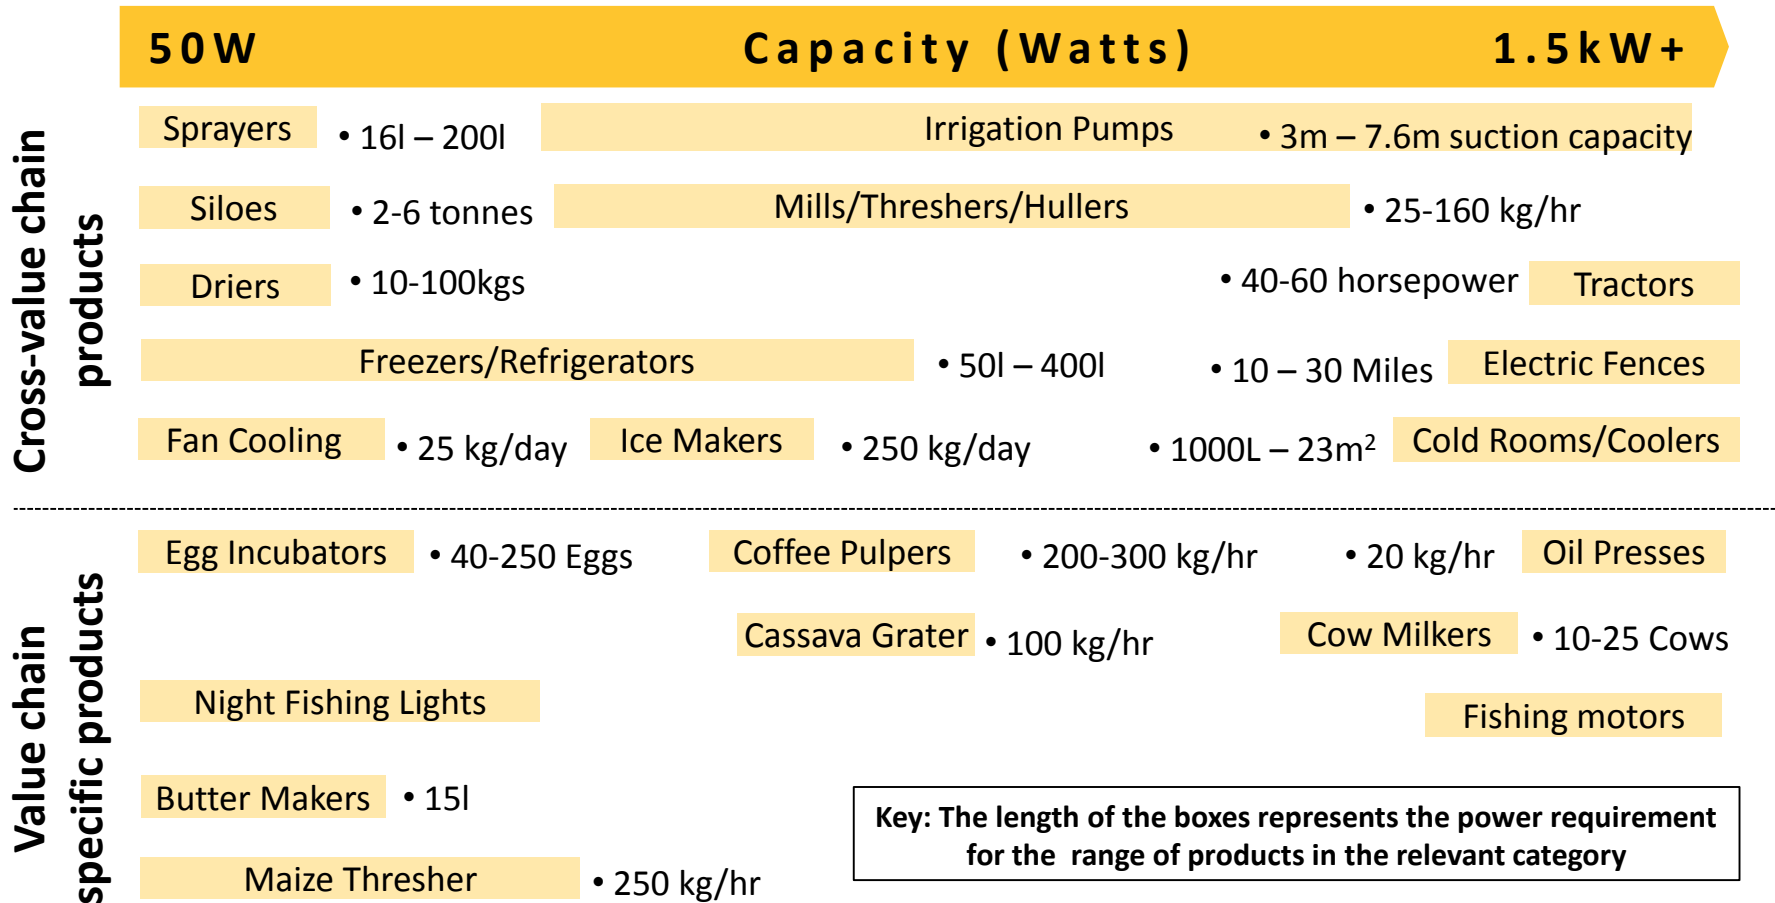 50W Capacity (Watts) 1.5kW+
Cross-value chain
products
Sprayers • 16l – 200l Irrigation Pumps • 3m – 7.6m suction capacity
Siloes • 2-6 tonnes Mills/Threshers/Hullers • 25-160 kg/hr
Driers • 10-100kgs • 40-60 horsepower Tractors
Freezers/Refrigerators • 50l – 400l • 10 – 30 Miles Electric Fences
Fan Cooling • 25 kg/day Ice Makers • 250 kg/day • 1000L – 23m² Cold Rooms/Coolers
Value chain
specific products
Egg Incubators • 40-250 Eggs Coffee Pulpers • 200-300 kg/hr • 20 kg/hr Oil Presses
Cassava Grater • 100 kg/hr Cow Milkers • 10-25 Cows
Night Fishing Lights Fishing motors
Butter Makers • 15l
Maize Thresher • 250 kg/hr
Key: The length of the boxes represents the power requirement
for the range of products in the relevant category